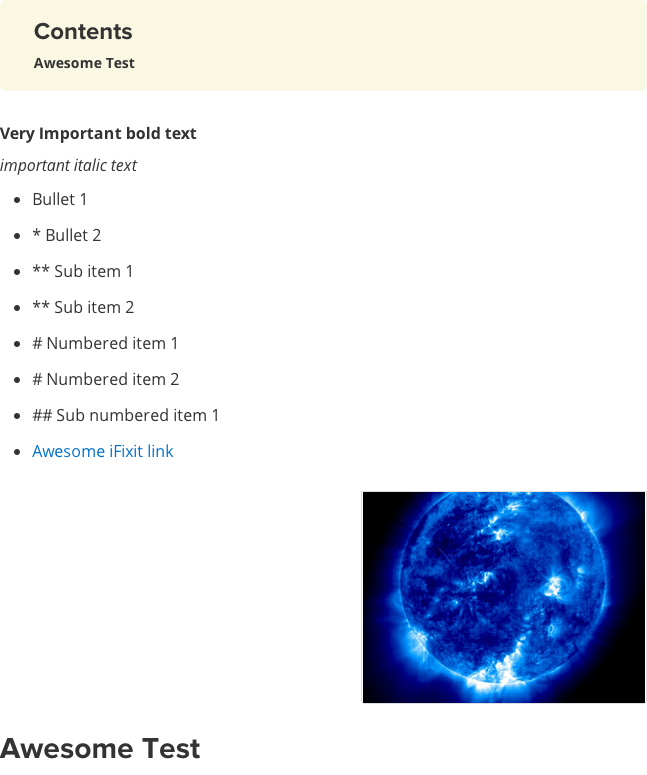 Contents
Awesome Test
Very Important bold text
important italic text
Bullet 1
* Bullet 2
** Sub item 1
** Sub item 2
# Numbered item 1
# Numbered item 2
## Sub numbered item 1
Awesome iFixit link
Awesome Test